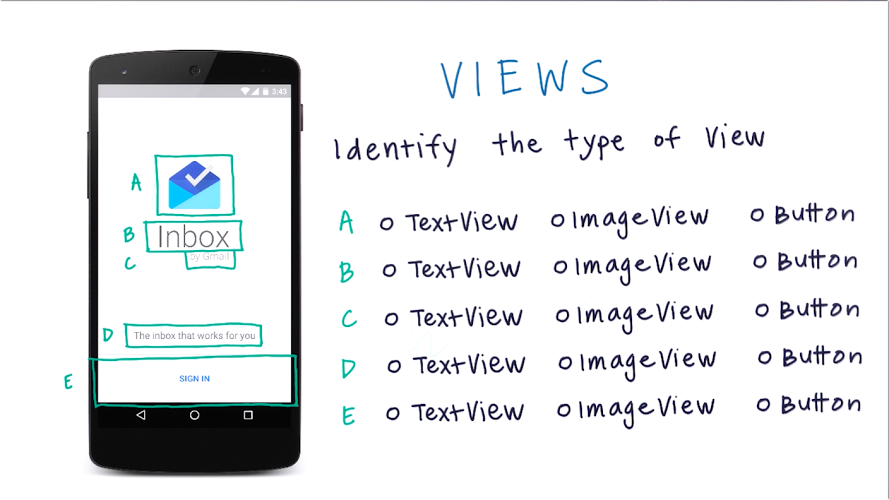 VIEWS
Identify the type of View
3:43
A
B Inbox
C by Gmail
D The inbox that works for you
E SIGN IN
A O TextView O ImageView O Button
B O TextView O ImageView O Button
C O TextView O ImageView O Button
D O TextView O ImageView O Button
E O TextView O ImageView O Button